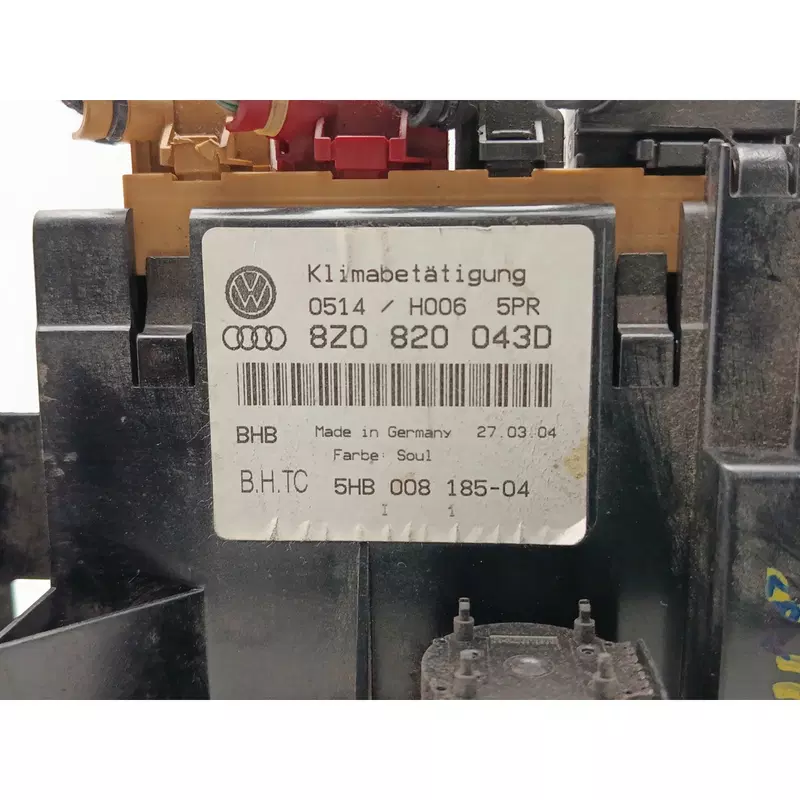 Klimabetätigung
0514 / H006 5PR
8Z0 820 043D
BHB Made in Germany 27.03.04
Farbe: Soul
B.H.TC 5HB 008 185-04
I 1